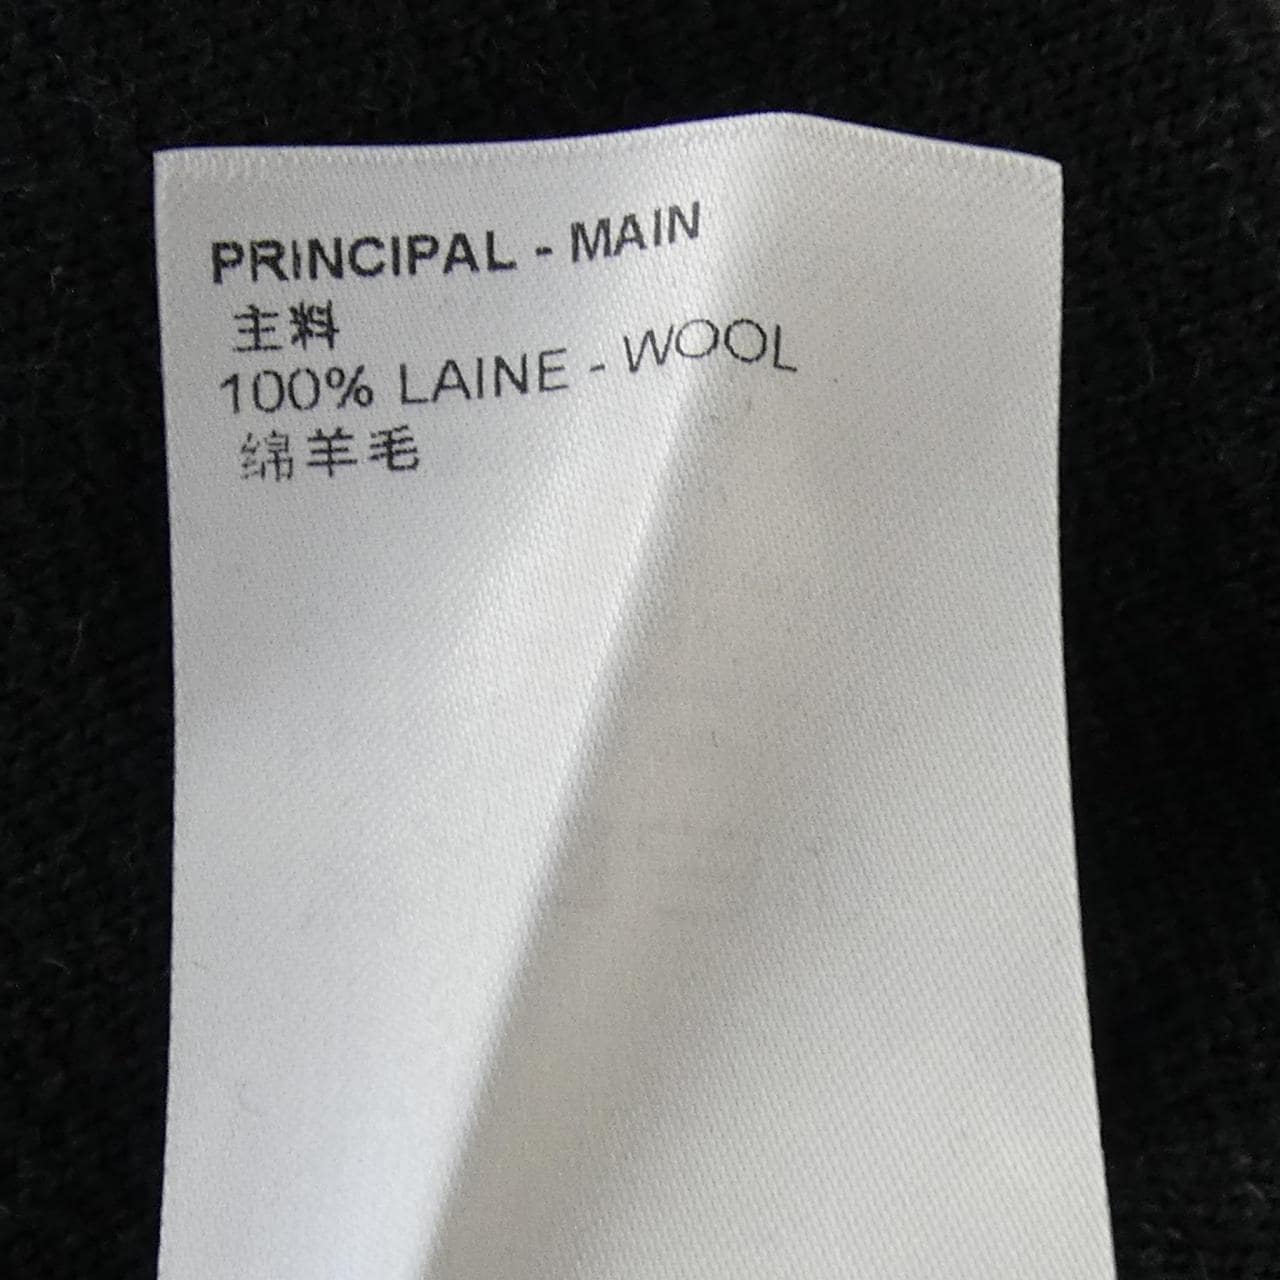 PRINCIPAL - MAIN
主料
100% LAINE - WOOL
绵羊毛